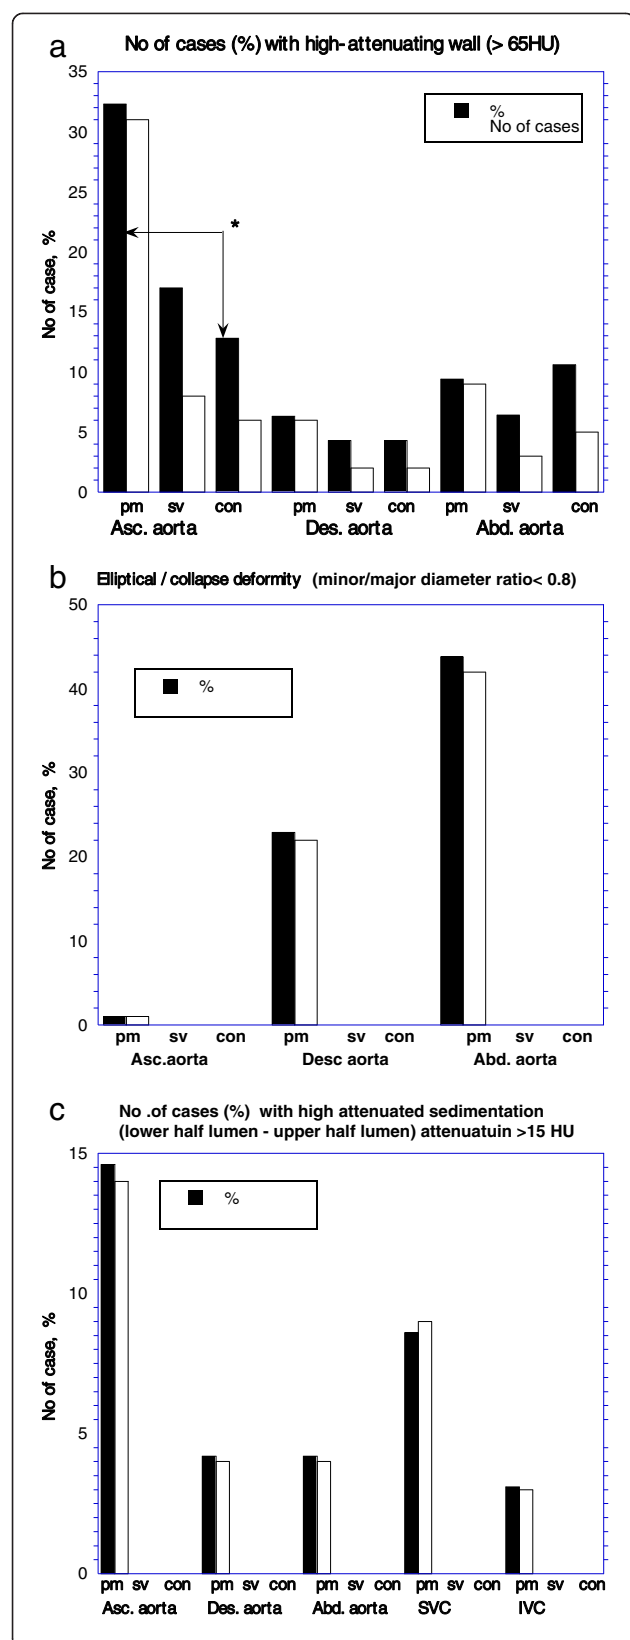 a No of cases (%) with high-attenuating wall (> 65HU)
35
30
25
20
15
10
5
0
No of case, %
%
No of cases
*
pm sv con pm sv con pm sv con
Asc. aorta Des. aorta Abd. aorta
b Elliptical / collapse deformity (minor/major diameter ratio< 0.8)
50
40
30
20
10
0
No of case, %
%
pm sv con pm sv con pm sv con
Asc.aorta Desc aorta Abd. aorta
c No .of cases (%) with high attenuated sedimentation
(lower half lumen - upper half lumen) attenuatuin >15 HU
15
10
5
0
No of case, %
%
pm sv con pm sv con pm sv con pm sv con pm sv con
Asc. aorta Des. aorta Abd. aorta SVC IVC